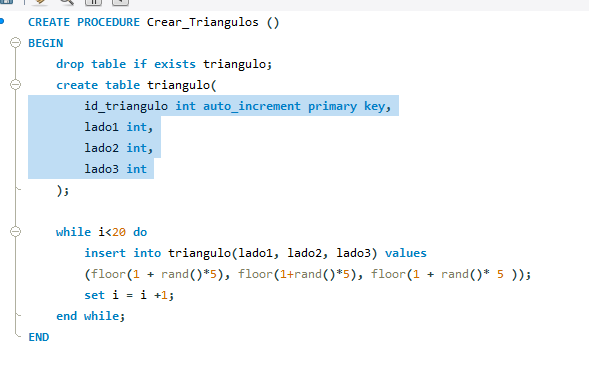 CREATE PROCEDURE Crear_Triangulos ()
BEGIN
drop table if exists triangulo;
create table triangulo(
id_triangulo int auto_increment primary key,
lado1 int,
lado2 int,
lado3 int
);
while i<20 do
insert into triangulo(lado1, lado2, lado3) values
(floor(1 + rand()*5), floor(1+rand()*5), floor(1 + rand()* 5 ));
set i = i +1;
end while;
END